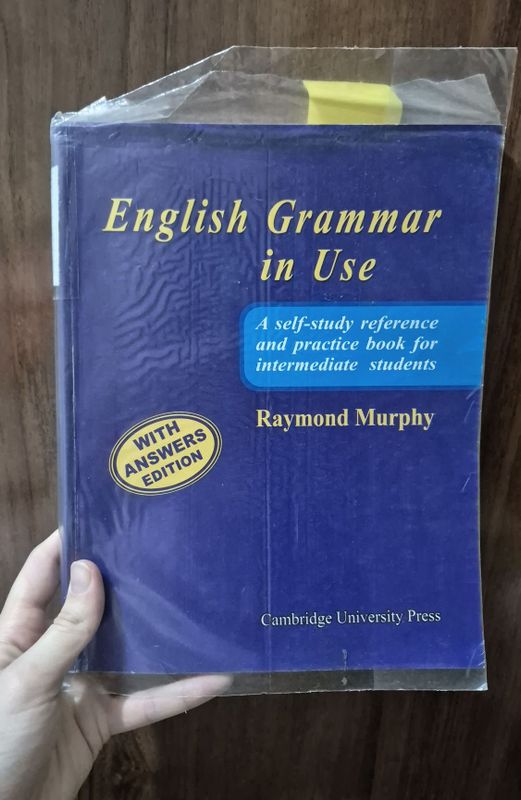 English Grammar
in Use
A self-study reference
and practice book for
intermediate students
Raymond Murphy
WITH
ANSWERS
EDITION
Cambridge University Press